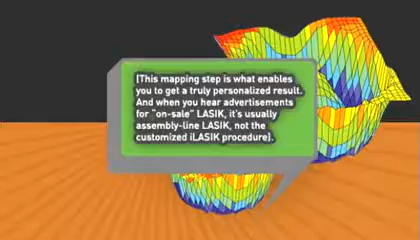 (This mapping step is what enables
you to get a truly personalized result.
And when you hear advertisements
for "on-sale" LASIK, it's usually
assembly-line LASIK, not the
customized iLASIK procedure).